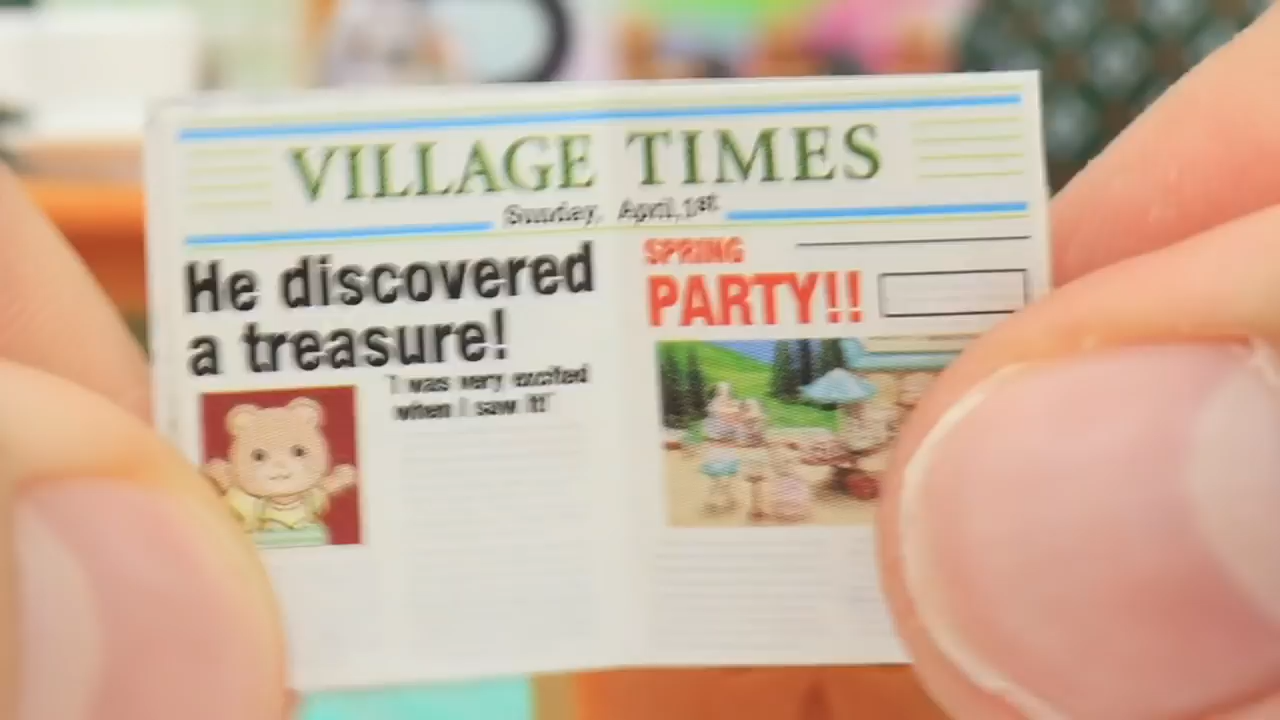 VILLAGE TIMES
Sunday, April,1st
He discovered
a treasure!
"I was very excited
when I saw it!"
SPRING
PARTY!!